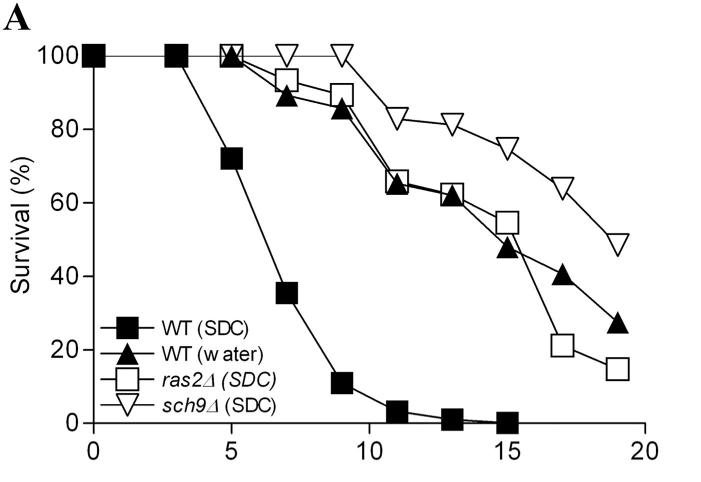 A
100
80
60
40
20
0
Survival (%)
WT (SDC)
WT (water)
ras2Δ (SDC)
sch9Δ (SDC)
0 5 10 15 20